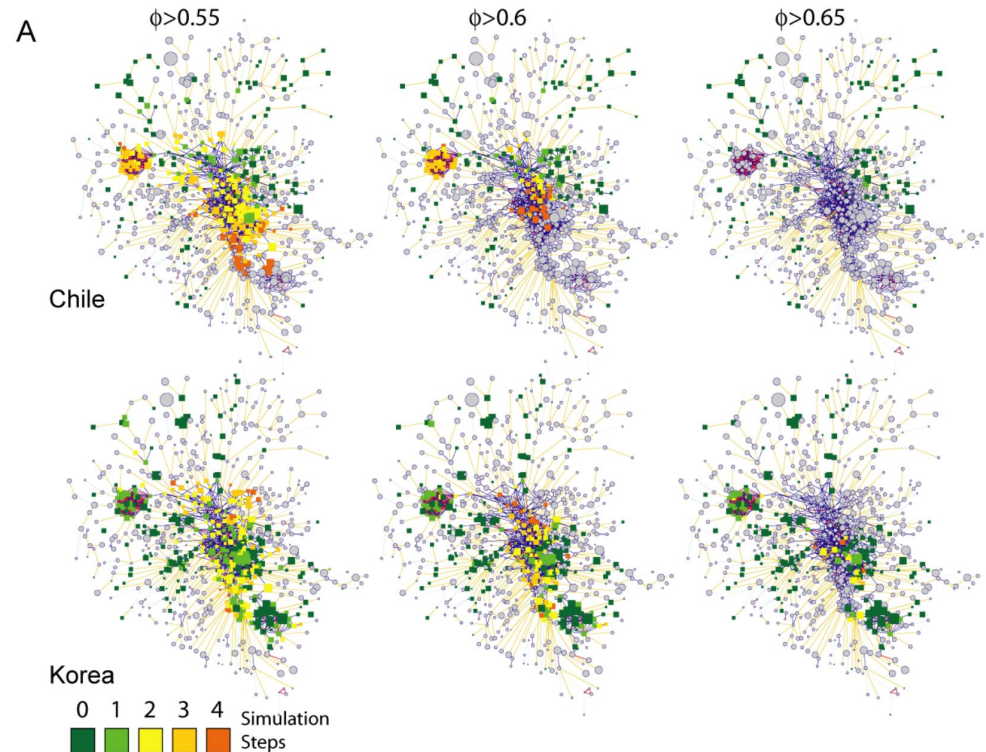 A
ϕ>0.55 ϕ>0.6 ϕ>0.65
Chile
Korea
0 1 2 3 4 Simulation
Steps